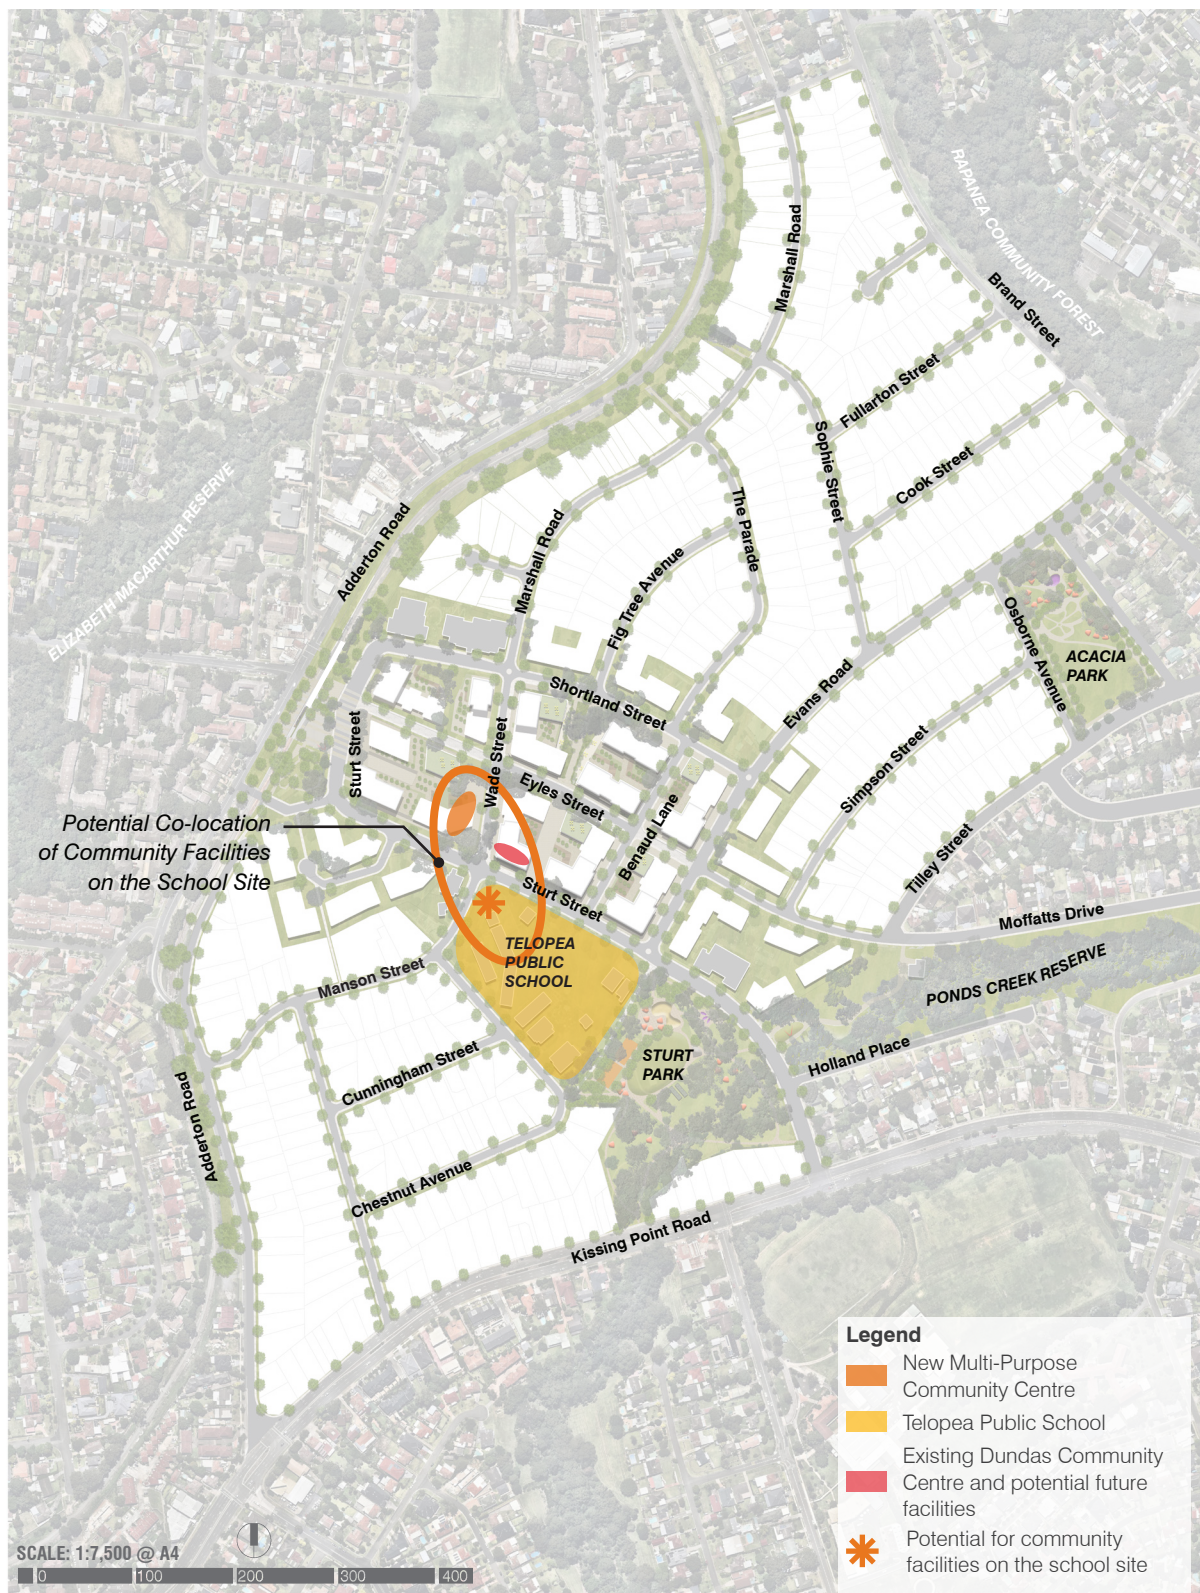 RAPANEA COMMUNITY FOREST
Brand Street
Marshall Road
Fullarton Street
Sophie Street
Cook Street
The Parade
Adderton Road
ELIZABETH MACARTHUR RESERVE
Marshall Road
Fig Tree Avenue
Osborne Avenue
ACACIA
PARK
Shortland Street
Evans Road
Sturt Street
Wade Street
Simpson Street
Eyles Street
Benaud Lane
Tilley Street
Potential Co-location
of Community Facilities
on the School Site
Sturt Street
Moffatts Drive
TELOPEA
PUBLIC
SCHOOL
Manson Street
PONDS CREEK RESERVE
Holland Place
STURT
PARK
Cunningham Street
Adderton Road
Chestnut Avenue
Kissing Point Road
Legend
New Multi-Purpose
Community Centre
Telopea Public School
Existing Dundas Community
Centre and potential future
facilities
Potential for community
facilities on the school site
SCALE: 1:7,500 @ A4
0 100 200 300 400